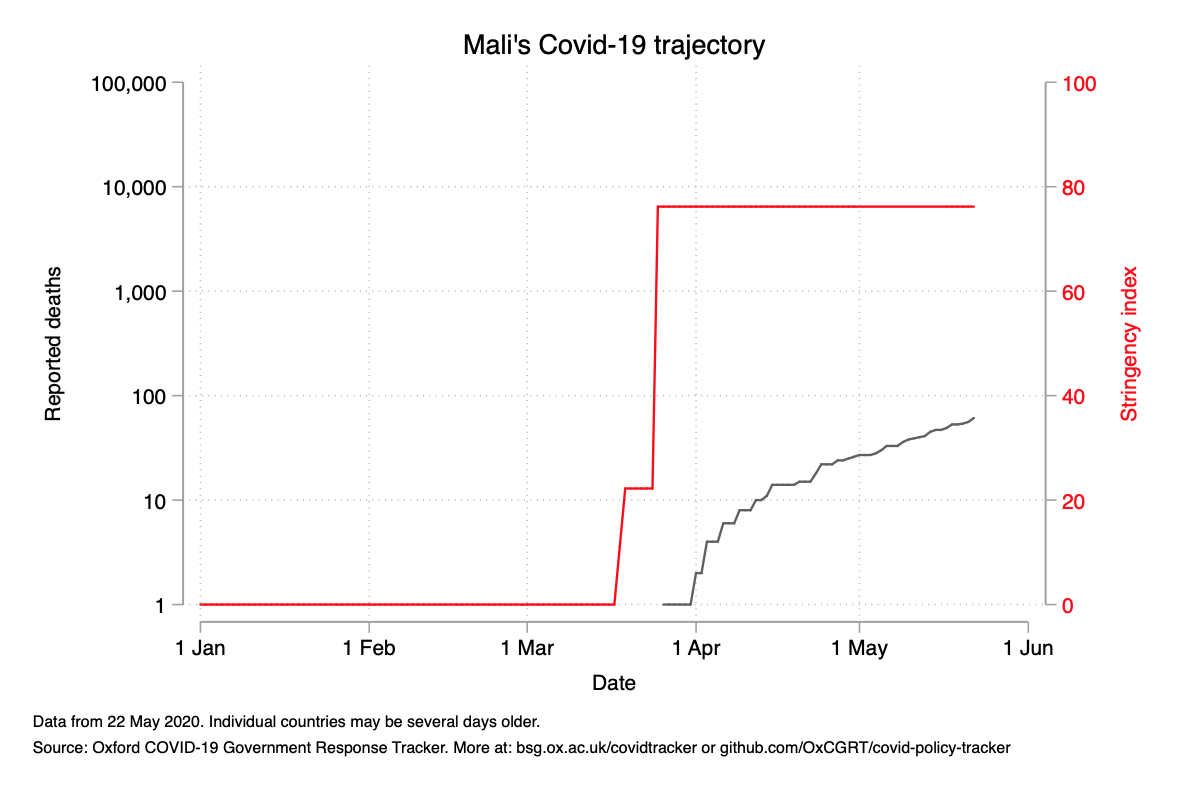 Mali's Covid-19 trajectory
100,000
10,000
1,000
100
10
1
Reported deaths
100
80
60
40
20
0
Stringency index
1 Jan
1 Feb
1 Mar
1 Apr
1 May
1 Jun
Date
Data from 22 May 2020. Individual countries may be several days older.
Source: Oxford COVID-19 Government Response Tracker. More at: bsg.ox.ac.uk/covidtracker or github.com/OxCGRT/covid-policy-tracker